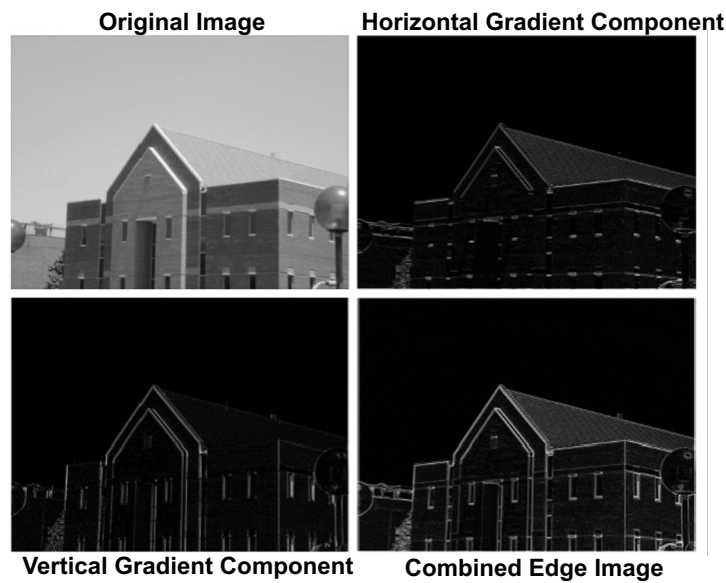 Original Image
Horizontal Gradient Component
Vertical Gradient Component
Combined Edge Image